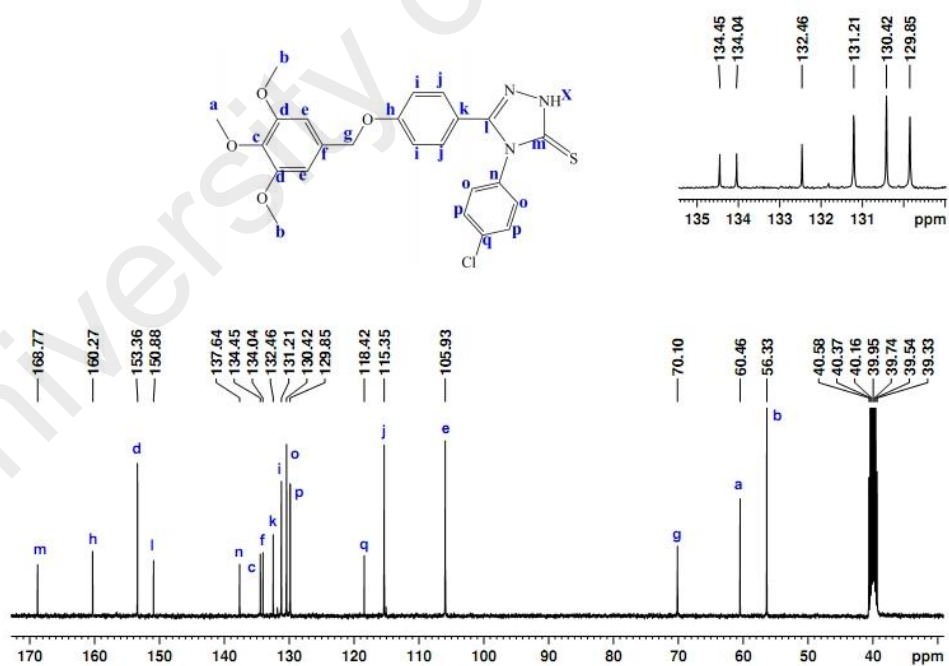 134.45
134.04
132.46
131.21
130.42
129.85
135 134 133 132 131 ppm
b
a O d e i j N NH X
c g O h k l
O f i j m
d e N S
O n
b o o
p p
q
Cl
168.77
160.27
153.36
150.88
137.64
134.45
134.04
132.46
131.21
130.42
129.85
118.42
115.35
105.93
70.10
60.46
56.33
40.58
40.37
40.16
39.95
39.74
39.54
39.33
m
h
d
l
n
c
f
k
i
o
p
q
j
e
g
a
b
170 160 150 140 130 120 110 100 90 80 70 60 50 40 ppm
University o